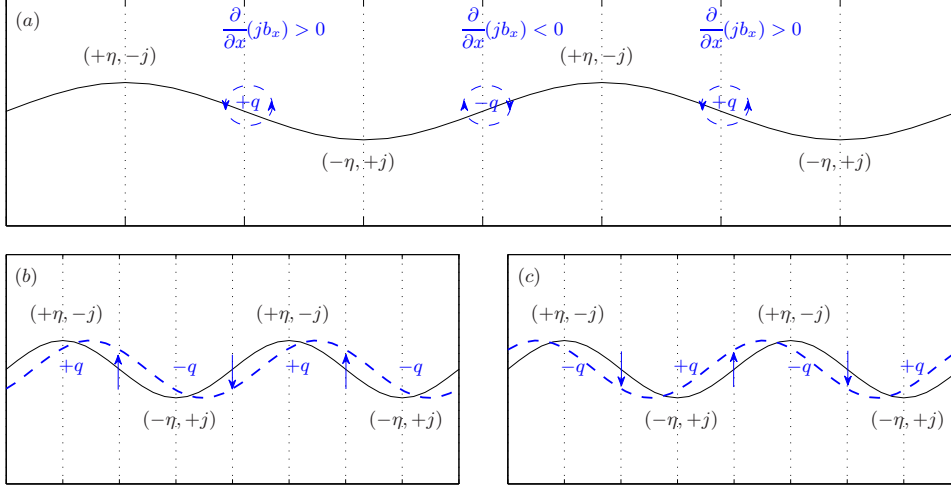 (a)
∂/∂x (jb_x) > 0
∂/∂x (jb_x) < 0
∂/∂x (jb_x) > 0
(+η, −j)
(+η, −j)
+q
−q
+q
(−η, +j)
(−η, +j)
(b)
(+η, −j)
(+η, −j)
+q
−q
+q
−q
(−η, +j)
(−η, +j)
(c)
(+η, −j)
(+η, −j)
−q
+q
−q
+q
(−η, +j)
(−η, +j)